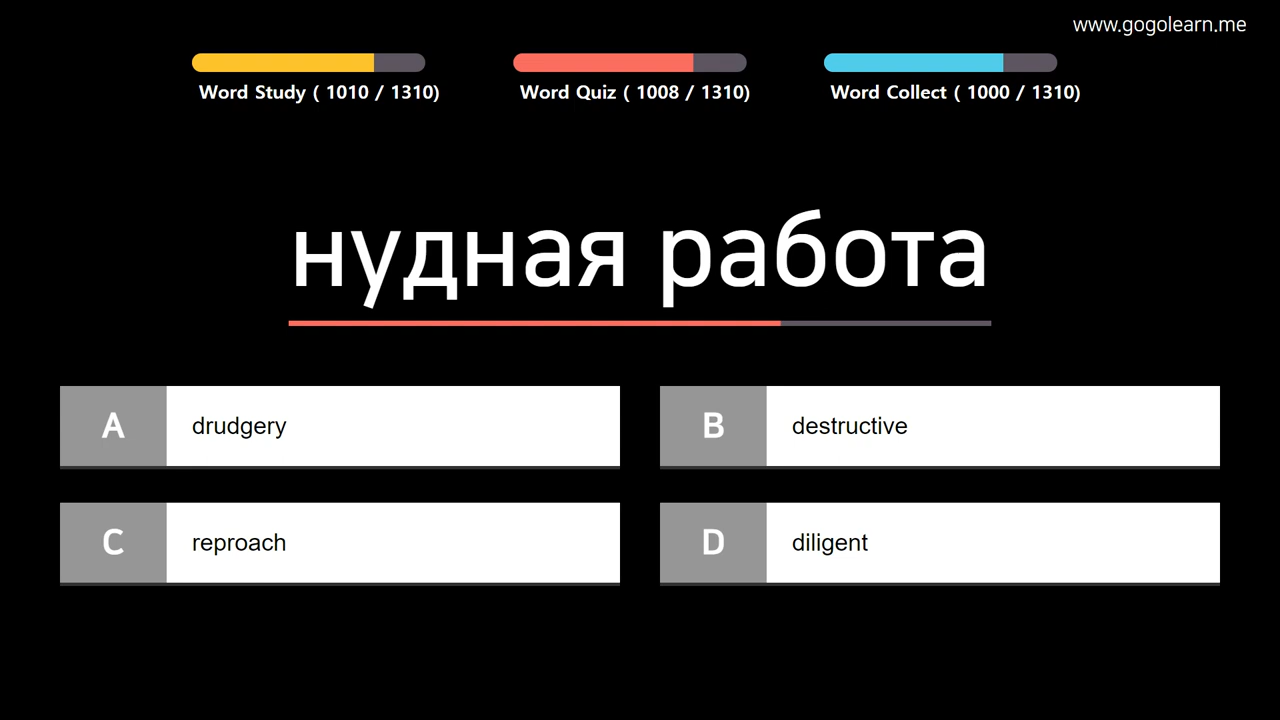 www.gogolearn.me
Word Study ( 1010 / 1310)
Word Quiz ( 1008 / 1310)
Word Collect ( 1000 / 1310)
нудная работа
A drudgery
B destructive
C reproach
D diligent